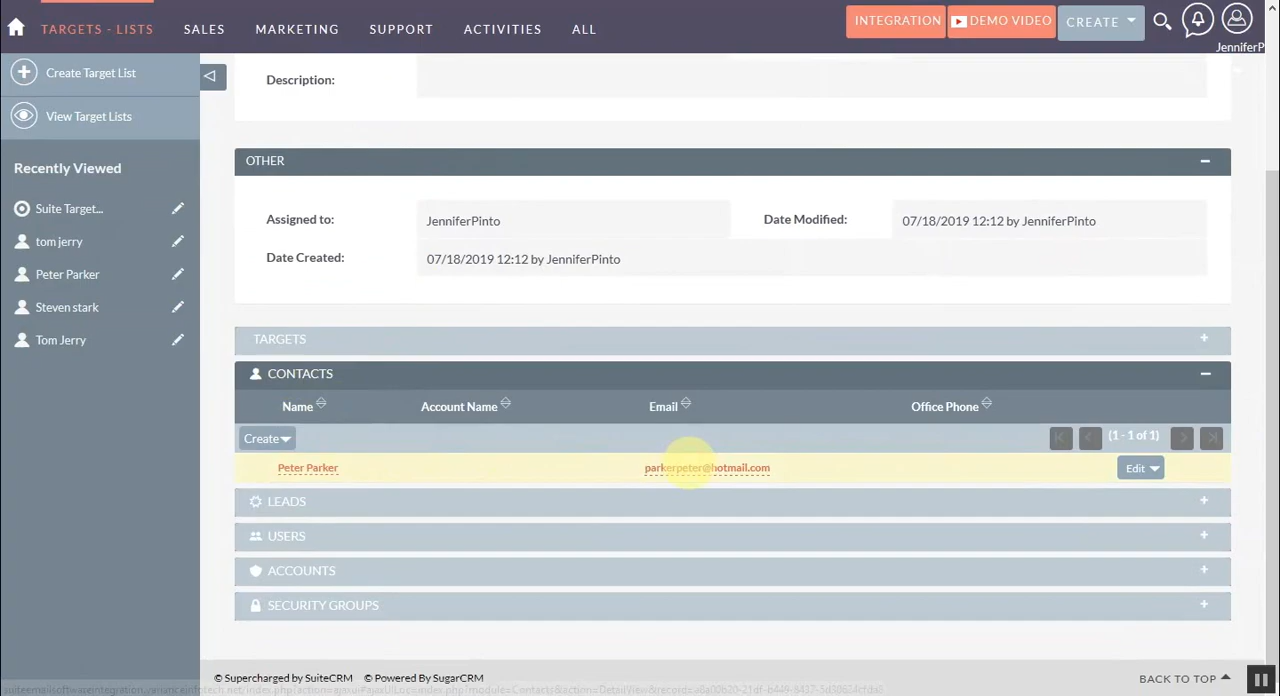 TARGETS - LISTS SALES MARKETING SUPPORT ACTIVITIES ALL INTEGRATION DEMO VIDEO CREATE
JenniferP
Create Target List
View Target Lists
Recently Viewed
Suite Target...
tom jerry
Peter Parker
Steven stark
Tom Jerry
Description:
OTHER
Assigned to: JenniferPinto Date Modified: 07/18/2019 12:12 by JenniferPinto
Date Created: 07/18/2019 12:12 by JenniferPinto
TARGETS
CONTACTS
Name Account Name Email Office Phone
Create (1 - 1 of 1)
Peter Parker parkerpeter@hotmail.com Edit
LEADS
USERS
ACCOUNTS
SECURITY GROUPS
© Supercharged by SuiteCRM © Powered By SugarCRM BACK TO TOP